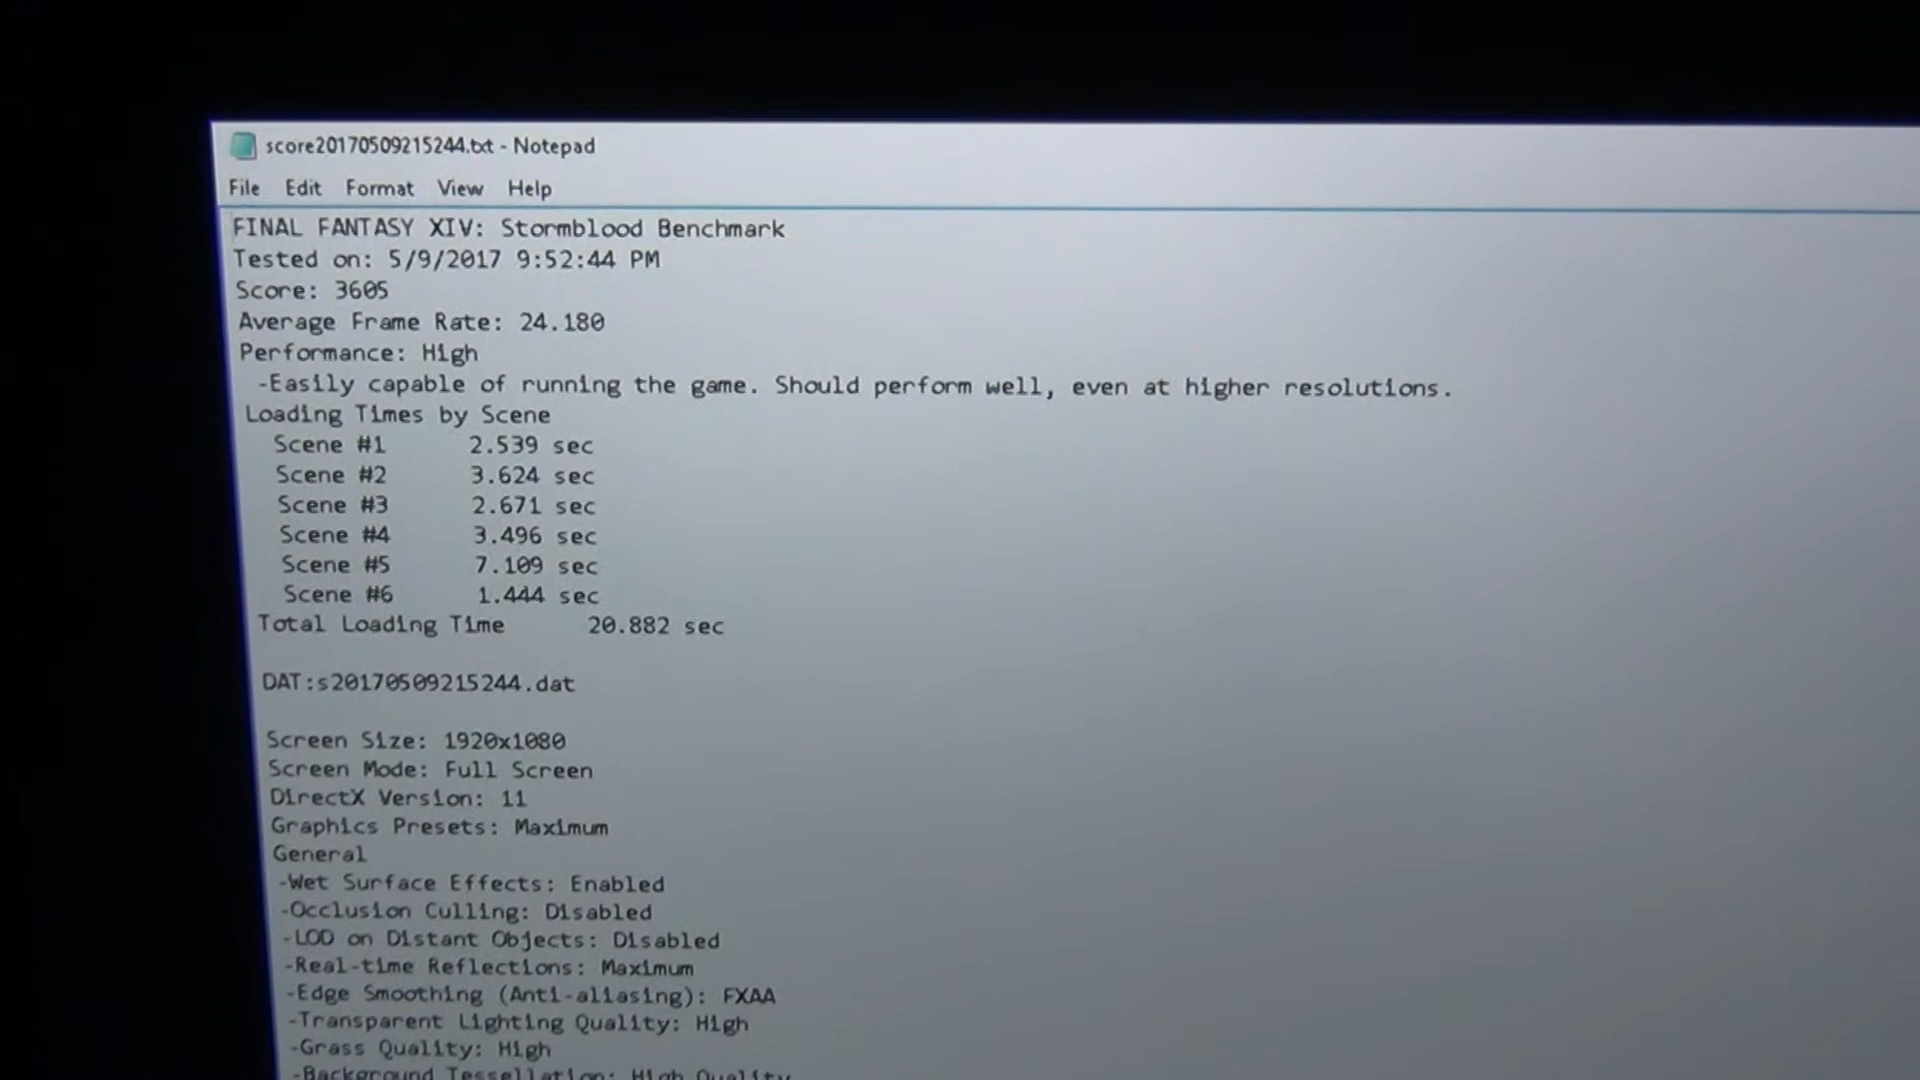 score20170509215244.txt - Notepad
File Edit Format View Help
FINAL FANTASY XIV: Stormblood Benchmark
Tested on: 5/9/2017 9:52:44 PM
Score: 3605
Average Frame Rate: 24.180
Performance: High
-Easily capable of running the game. Should perform well, even at higher resolutions.
Loading Times by Scene
Scene #1 2.539 sec
Scene #2 3.624 sec
Scene #3 2.671 sec
Scene #4 3.496 sec
Scene #5 7.109 sec
Scene #6 1.444 sec
Total Loading Time 20.882 sec
DAT:s20170509215244.dat
Screen Size: 1920x1080
Screen Mode: Full Screen
DirectX Version: 11
Graphics Presets: Maximum
General
-Wet Surface Effects: Enabled
-Occlusion Culling: Disabled
-LOD on Distant Objects: Disabled
-Real-time Reflections: Maximum
-Edge Smoothing (Anti-aliasing): FXAA
-Transparent Lighting Quality: High
-Grass Quality: High
-Background Tessellation: High Quality